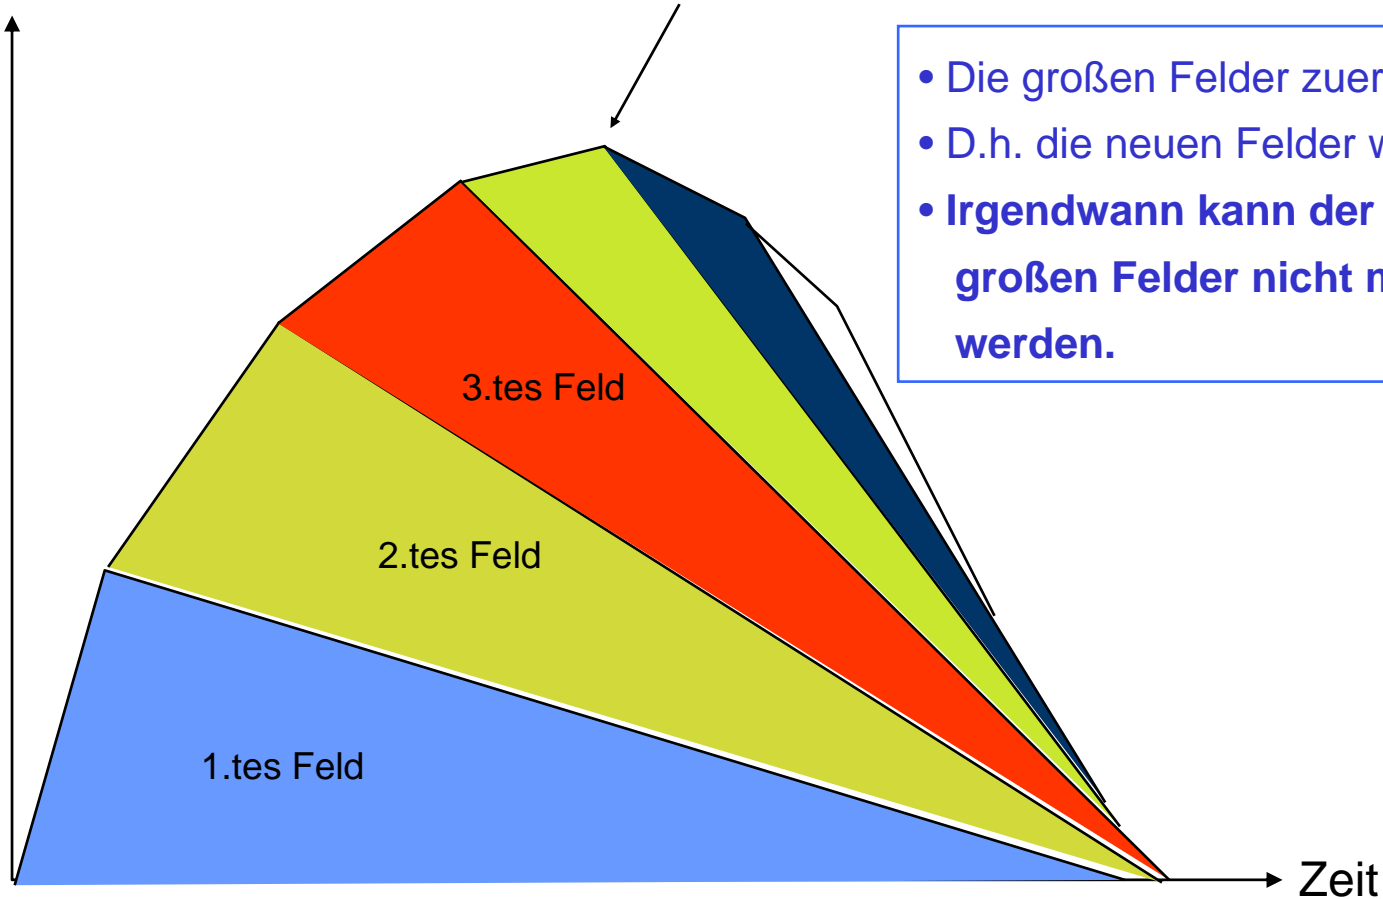 • Die großen Felder zuer
• D.h. die neuen Felder w
• Irgendwann kann der
großen Felder nicht m
werden.
3.tes Feld
2.tes Feld
1.tes Feld
Zeit